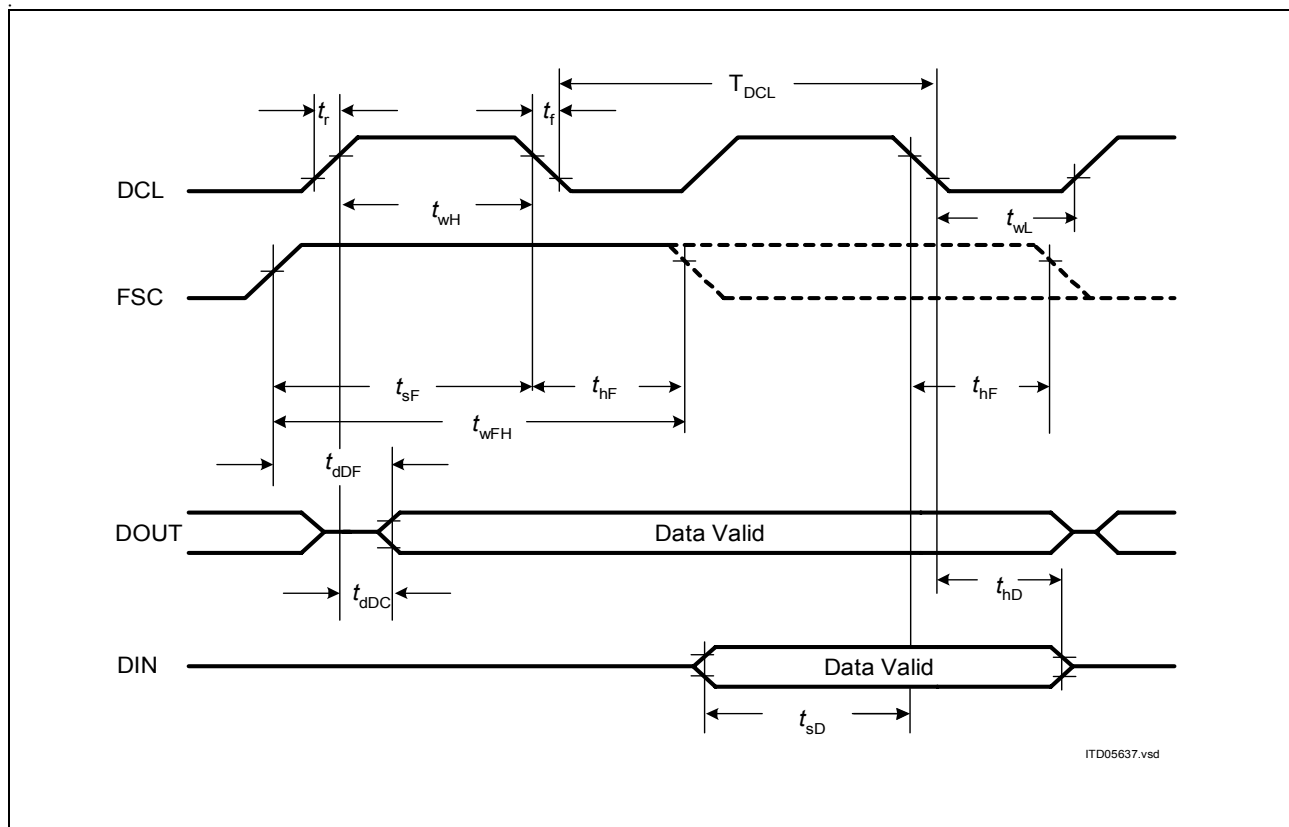 T_DCL
t_r
t_f
DCL
t_wH
t_wL
FSC
t_sF
t_hF
t_hF
t_wFH
t_dDF
DOUT
Data Valid
t_dDC
t_hD
DIN
Data Valid
t_sD
ITD05637.vsd